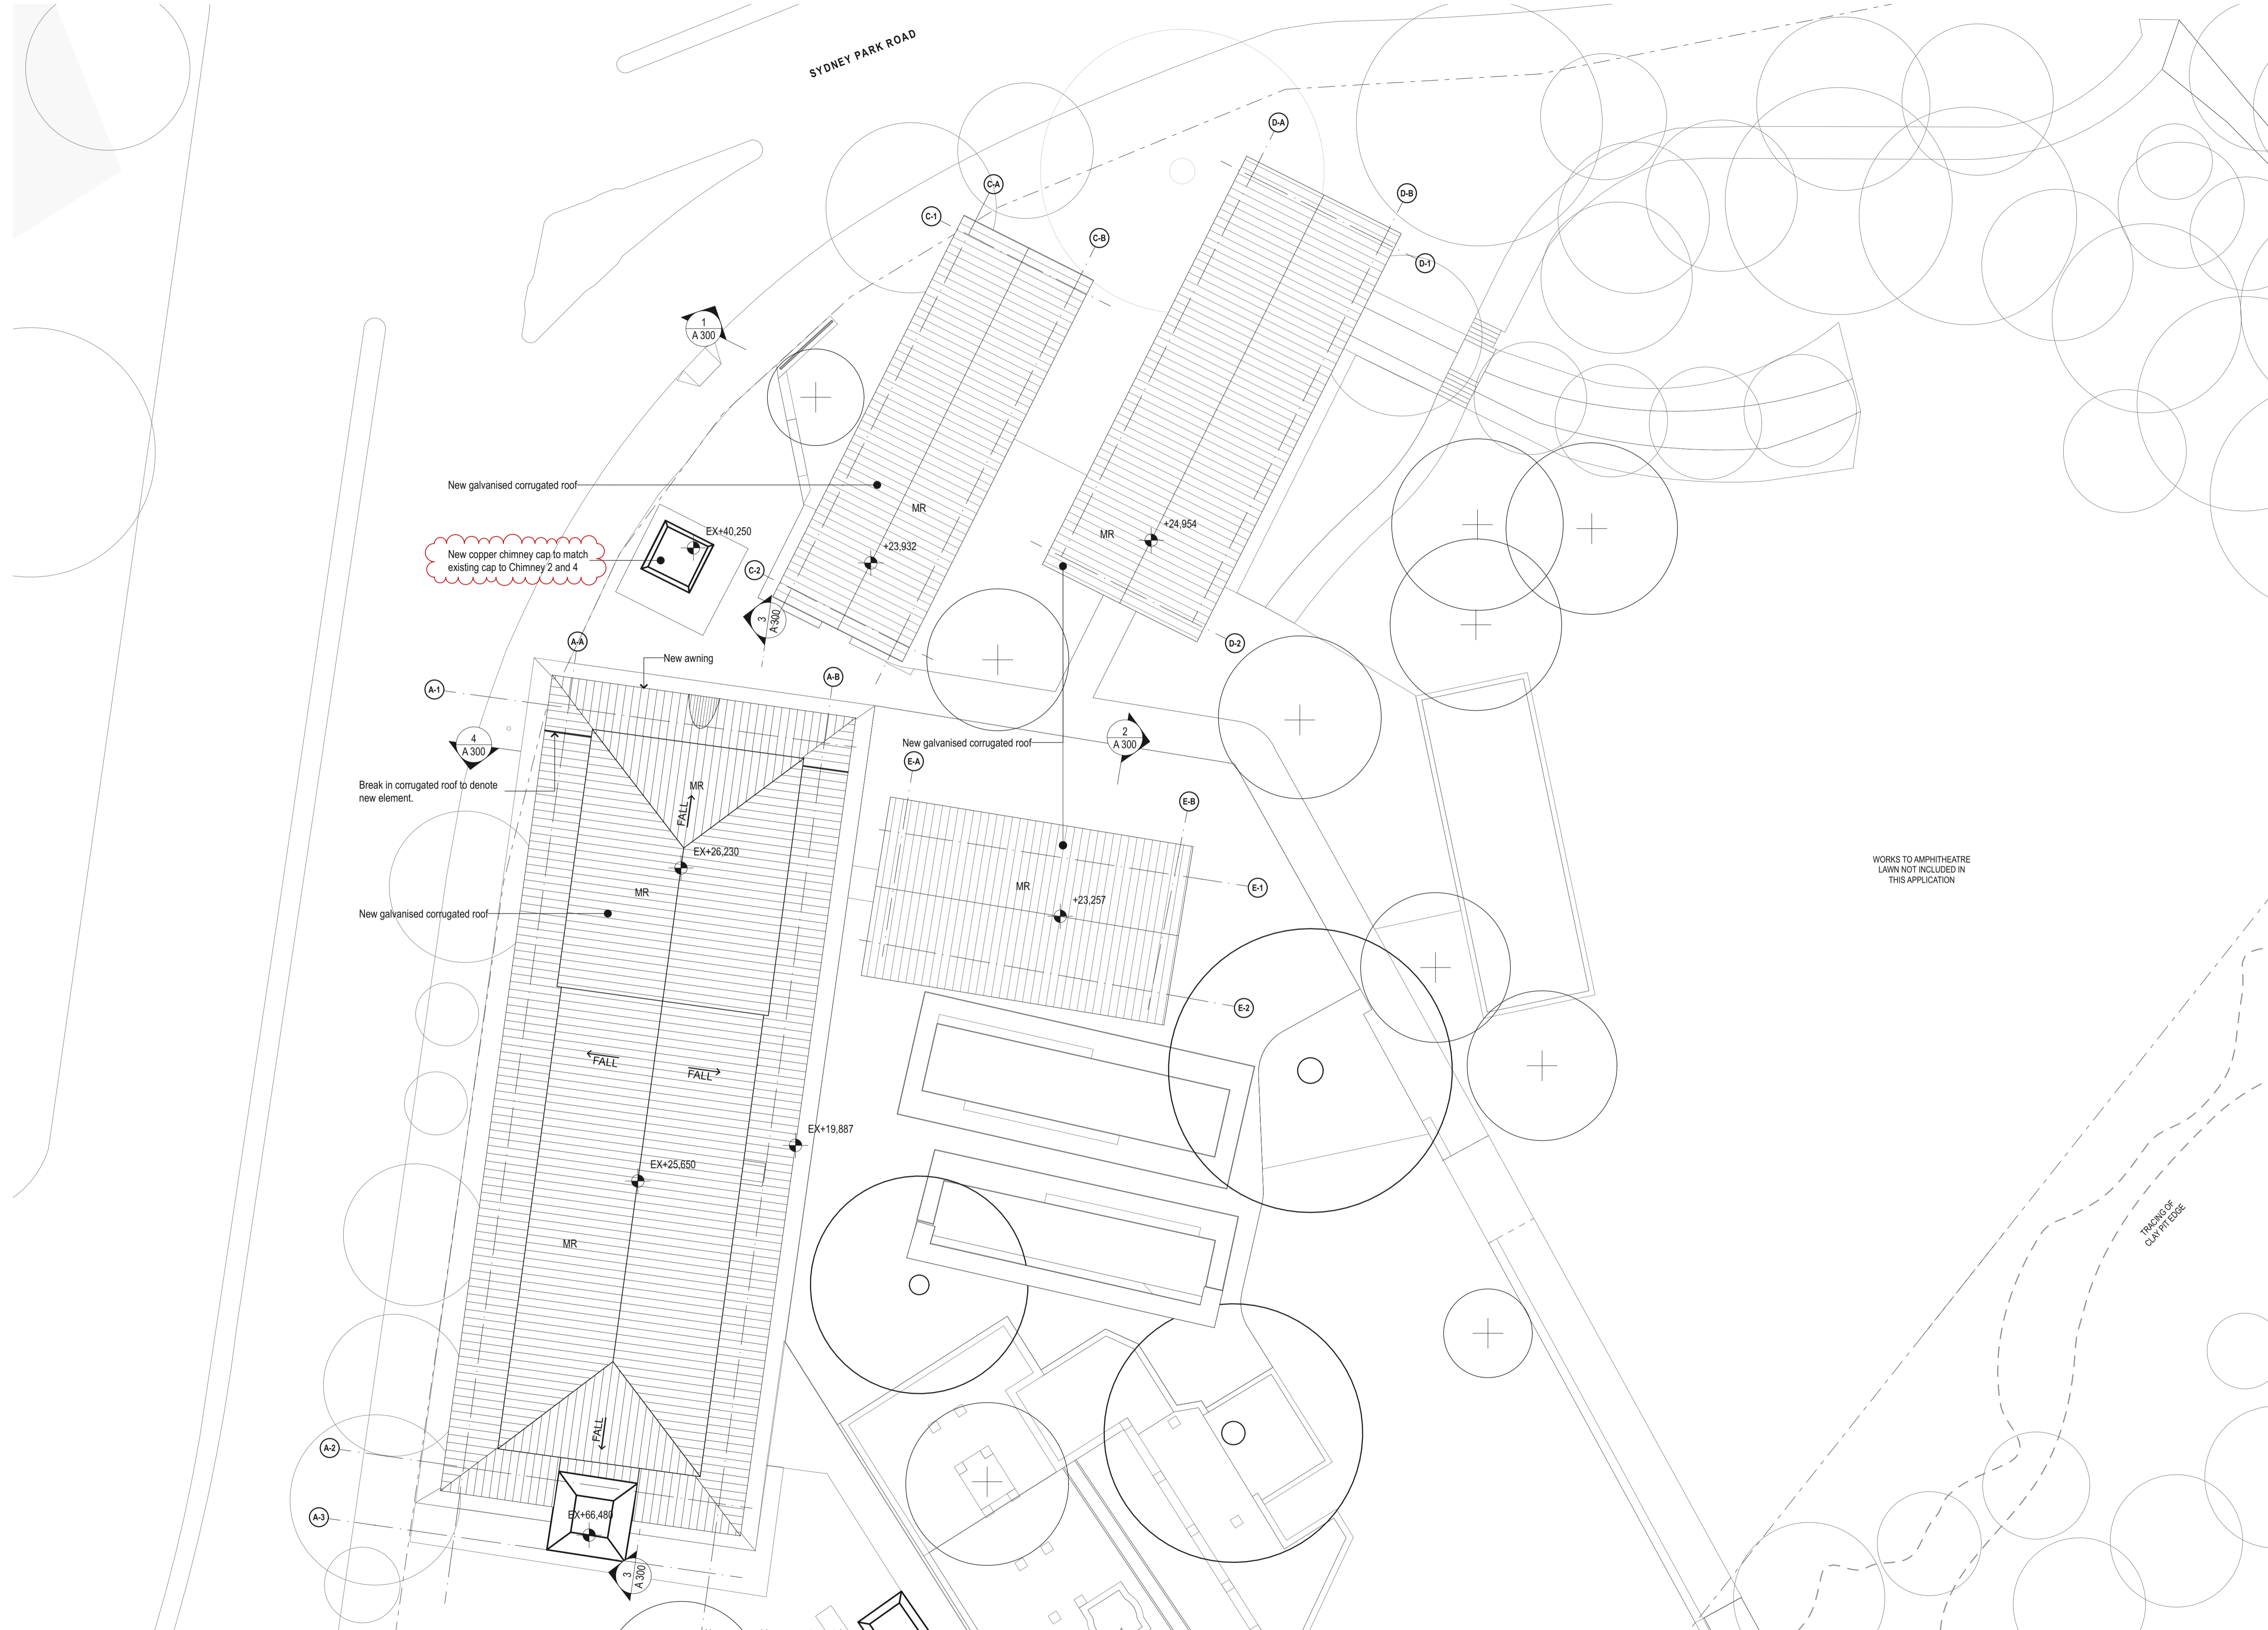 SYDNEY PARK ROAD
D-A
C-A
D-B
C-1
C-B
D-1
1
A 300
New galvanised corrugated roof
MR
EX+40,250
+24,954
MR
+23,932
New copper chimney cap to match
existing cap to Chimney 2 and 4
C-2
3
A 300
A-A
D-2
New awning
A-B
A-1
4
A 300
2
A 300
New galvanised corrugated roof
E-A
Break in corrugated roof to denote
new element.
MR
FALL
E-B
EX+26,230
WORKS TO AMPHITHEATRE
LAWN NOT INCLUDED IN
THIS APPLICATION
MR
MR
E-1
+23,257
New galvanised corrugated roof
E-2
FALL
FALL
EX+19,887
EX+25,650
TRACING OF
CLAY PIT EDGE
MR
FALL
A-2
A-3
EX+66,480
3
A 300